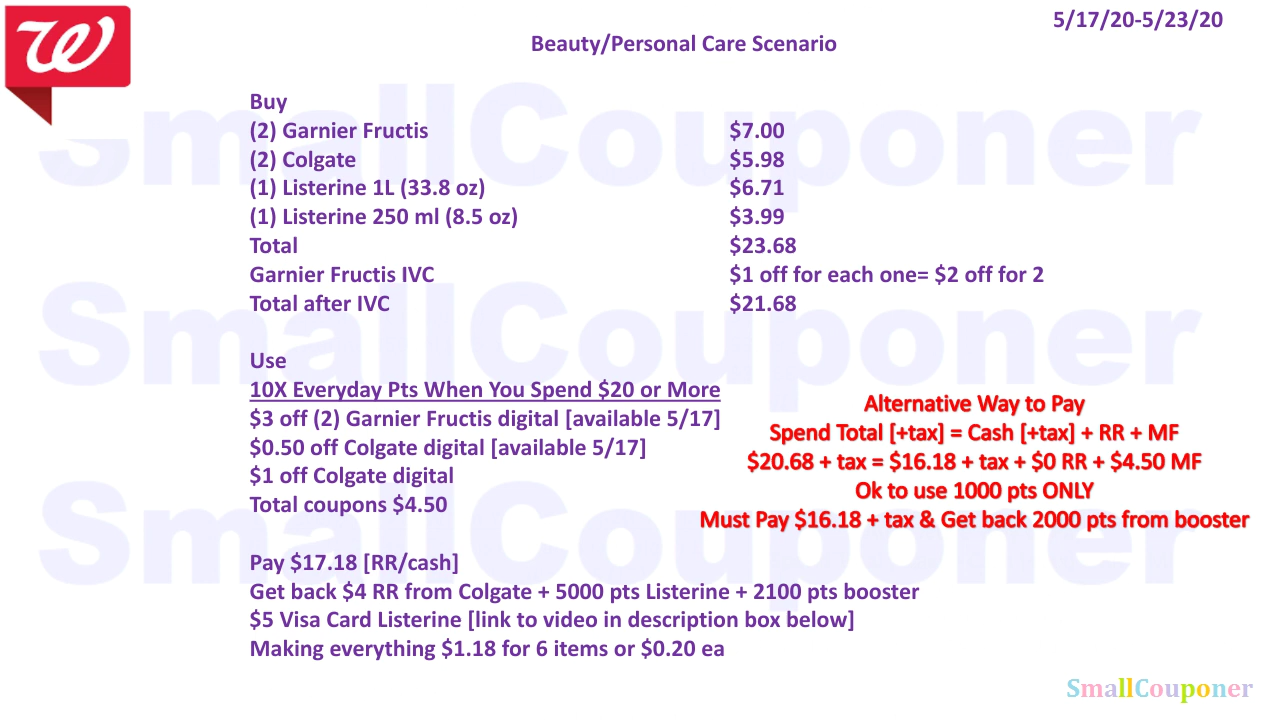 5/17/20-5/23/20
Beauty/Personal Care Scenario
Buy
(2) Garnier Fructis $7.00
(2) Colgate $5.98
(1) Listerine 1L (33.8 oz) $6.71
(1) Listerine 250 ml (8.5 oz) $3.99
Total $23.68
Garnier Fructis IVC $1 off for each one= $2 off for 2
Total after IVC $21.68
Use
10X Everyday Pts When You Spend $20 or More
$3 off (2) Garnier Fructis digital [available 5/17]
$0.50 off Colgate digital [available 5/17]
$1 off Colgate digital
Total coupons $4.50
Alternative Way to Pay
Spend Total [+tax] = Cash [+tax] + RR + MF
$20.68 + tax = $16.18 + tax + $0 RR + $4.50 MF
Ok to use 1000 pts ONLY
Must Pay $16.18 + tax & Get back 2000 pts from booster
Pay $17.18 [RR/cash]
Get back $4 RR from Colgate + 5000 pts Listerine + 2100 pts booster
$5 Visa Card Listerine [link to video in description box below]
Making everything $1.18 for 6 items or $0.20 ea
SmallCouponer
SmallCouponer
SmallCouponer
SmallCouponer